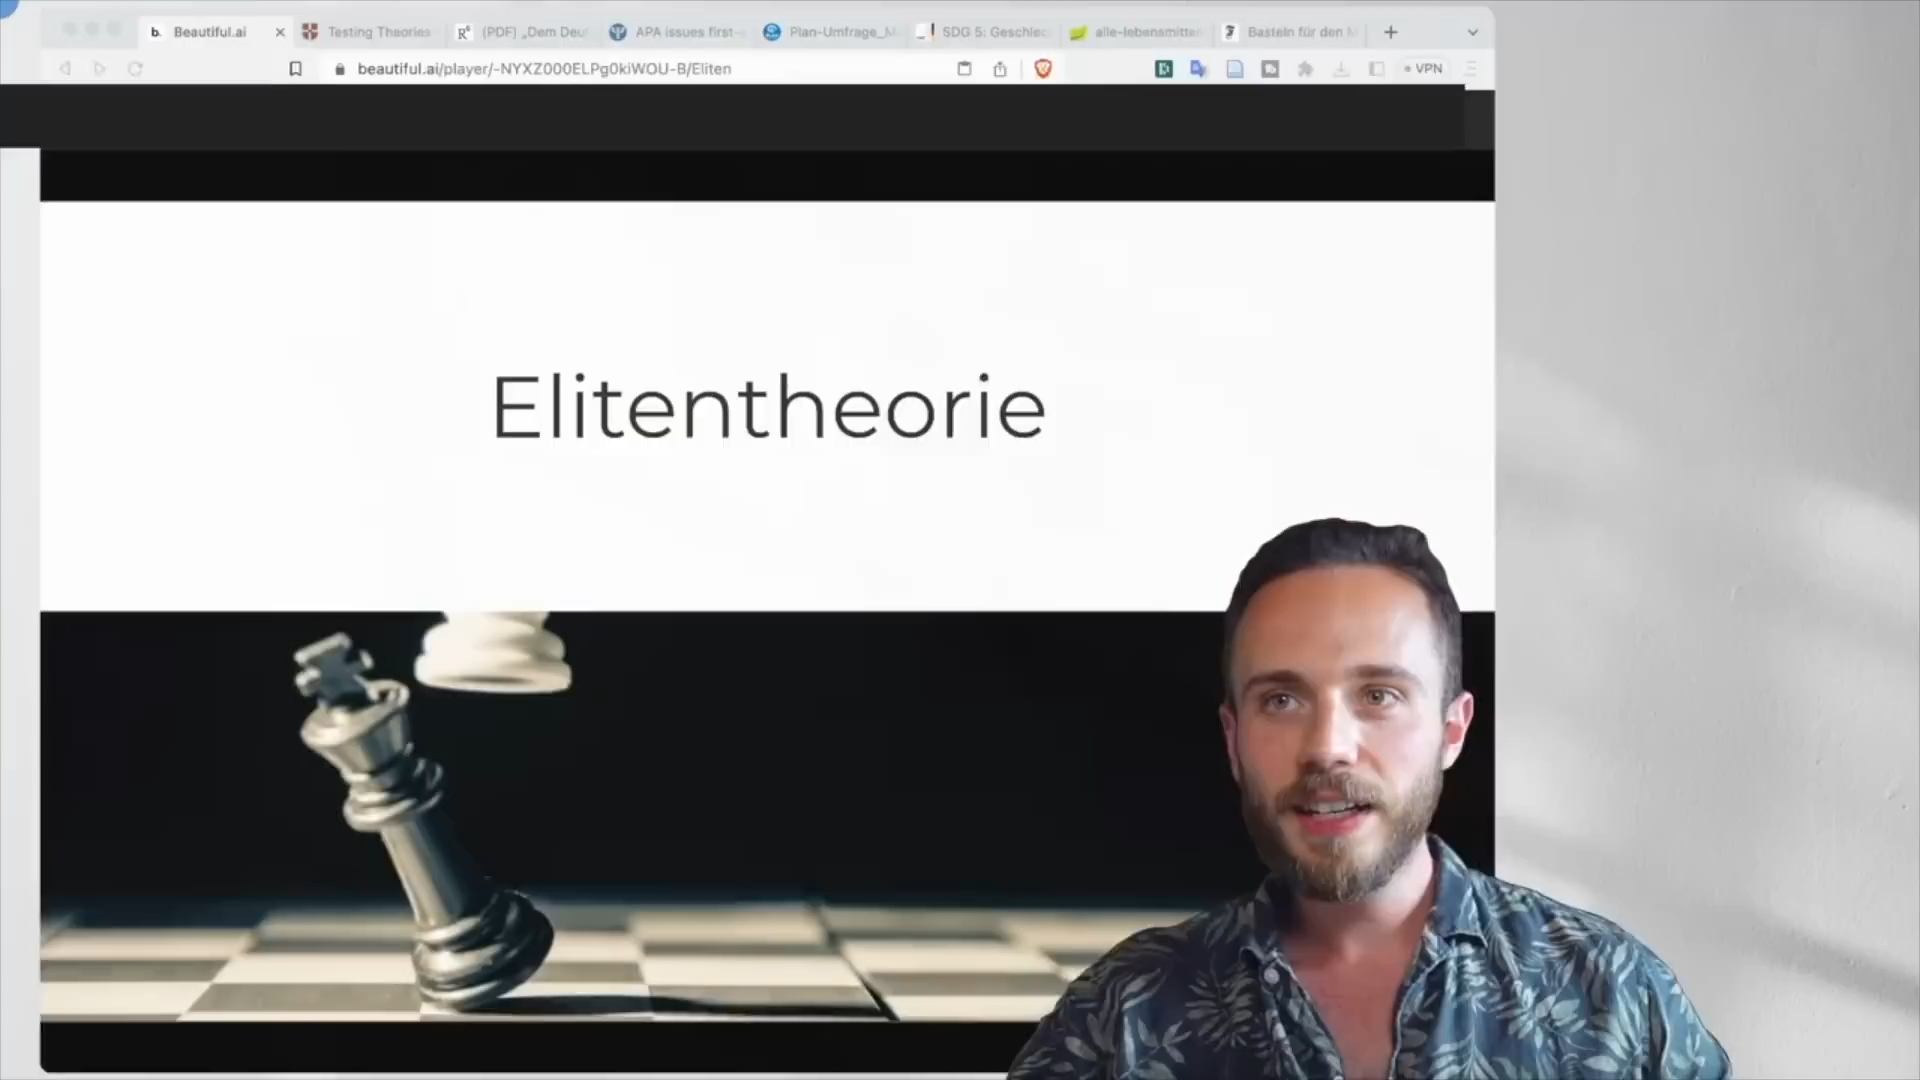 b. Beautiful.ai
Testing Theories
R⁶ (PDF) „Dem Deu
APA issues first-
Plan-Umfrage_M
SDG 5: Geschlec
alle-lebensmitte
Basteln für den M
beautiful.ai/player/-NYXZ000ELPg0kiWOU-B/Eliten
VPN
Elitentheorie